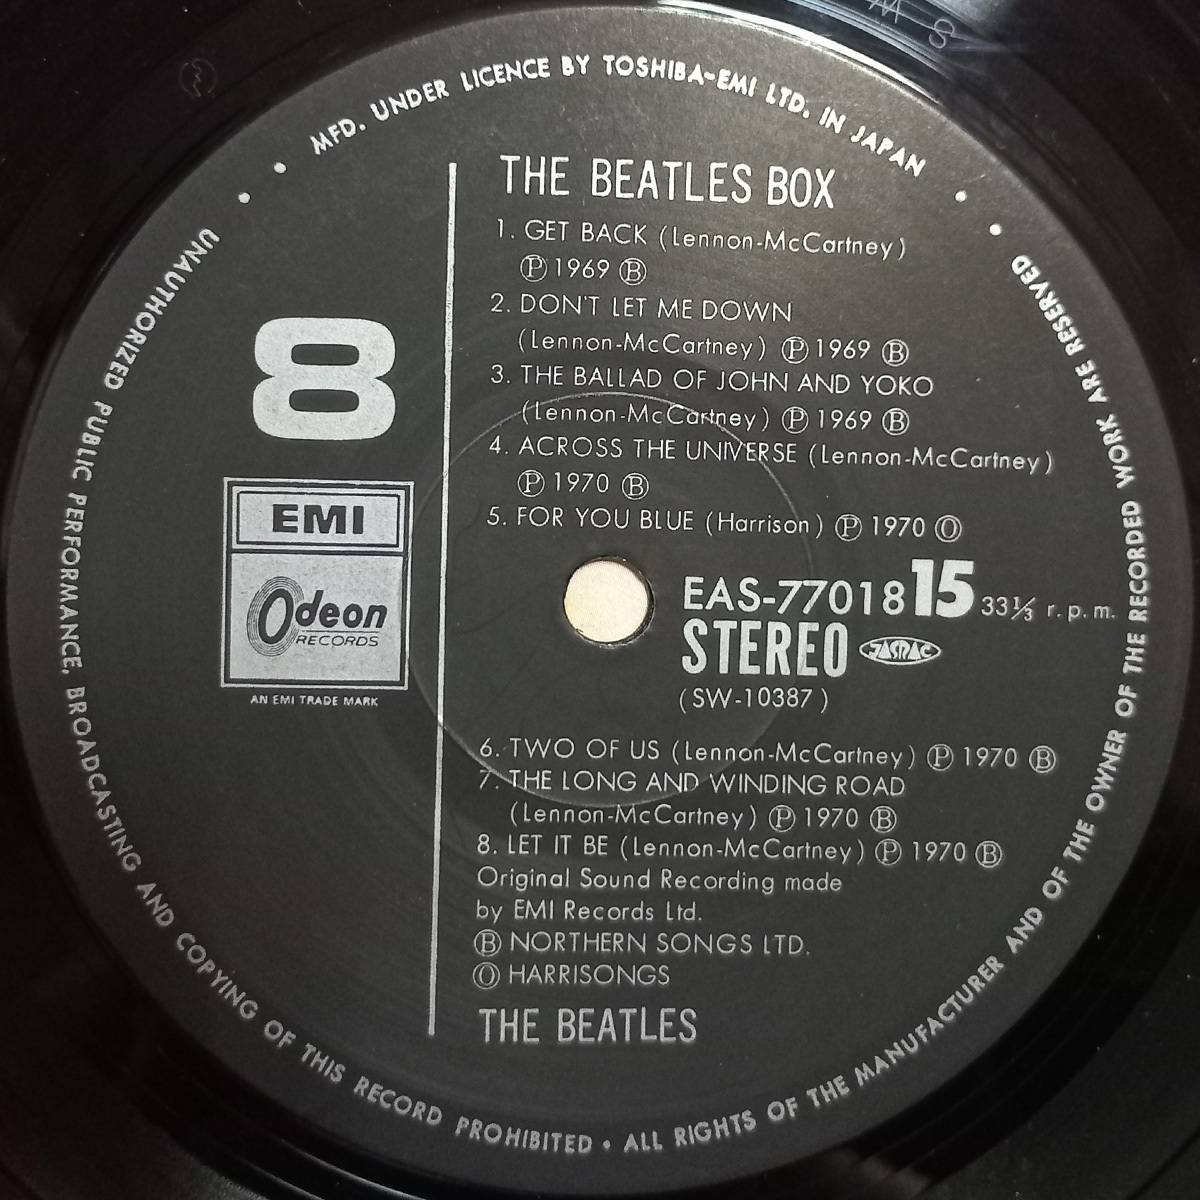 MFD. UNDER LICENCE BY TOSHIBA-EMI LTD. IN JAPAN
THE BEATLES BOX
1. GET BACK (Lennon-McCartney)
Ⓟ 1969 Ⓑ
2. DON'T LET ME DOWN
(Lennon-McCartney) Ⓟ 1969 Ⓑ
3. THE BALLAD OF JOHN AND YOKO
(Lennon-McCartney) Ⓟ 1969 Ⓑ
4. ACROSS THE UNIVERSE (Lennon-McCartney)
Ⓟ 1970 Ⓑ
5. FOR YOU BLUE (Harrison) Ⓟ 1970 Ⓞ
8
EMI
Odeon
RECORDS
AN EMI TRADE MARK
EAS-77018 15 33⅓ r.p.m.
STEREO JASRAC
(SW-10387)
6. TWO OF US (Lennon-McCartney) Ⓟ 1970 Ⓑ
7. THE LONG AND WINDING ROAD
(Lennon-McCartney) Ⓟ 1970 Ⓑ
8. LET IT BE (Lennon-McCartney) Ⓟ 1970 Ⓑ
Original Sound Recording made
by EMI Records Ltd.
Ⓑ NORTHERN SONGS LTD.
Ⓞ HARRISONGS
THE BEATLES
UNAUTHORIZED PUBLIC PERFORMANCE, BROADCASTING AND COPYING OF THIS RECORD PROHIBITED • ALL RIGHTS OF THE MANUFACTURER AND OF THE OWNER OF THE RECORDED WORK ARE RESERVED